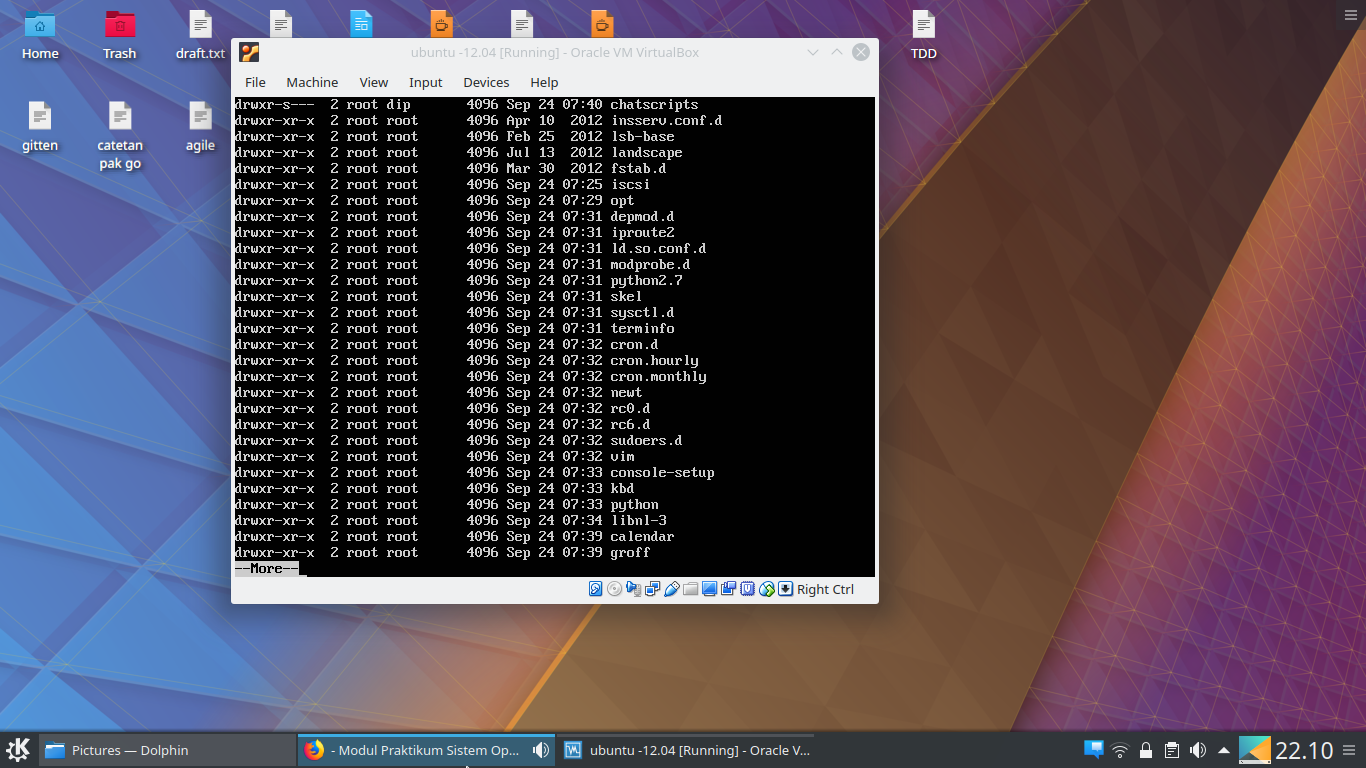 Home
Trash
draft.txt
TDD
gitten
catetan
pak go
agile
ubuntu -12.04 [Running] - Oracle VM VirtualBox
File Machine View Input Devices Help
drwxr-s--- 2 root dip 4096 Sep 24 07:40 chatscripts
drwxr-xr-x 2 root root 4096 Apr 10 2012 insserv.conf.d
drwxr-xr-x 2 root root 4096 Feb 25 2012 lsb-base
drwxr-xr-x 2 root root 4096 Jul 13 2012 landscape
drwxr-xr-x 2 root root 4096 Mar 30 2012 fstab.d
drwxr-xr-x 2 root root 4096 Sep 24 07:25 iscsi
drwxr-xr-x 2 root root 4096 Sep 24 07:29 opt
drwxr-xr-x 2 root root 4096 Sep 24 07:31 depmod.d
drwxr-xr-x 2 root root 4096 Sep 24 07:31 iproute2
drwxr-xr-x 2 root root 4096 Sep 24 07:31 ld.so.conf.d
drwxr-xr-x 2 root root 4096 Sep 24 07:31 modprobe.d
drwxr-xr-x 2 root root 4096 Sep 24 07:31 python2.7
drwxr-xr-x 2 root root 4096 Sep 24 07:31 skel
drwxr-xr-x 2 root root 4096 Sep 24 07:31 sysctl.d
drwxr-xr-x 2 root root 4096 Sep 24 07:31 terminfo
drwxr-xr-x 2 root root 4096 Sep 24 07:32 cron.d
drwxr-xr-x 2 root root 4096 Sep 24 07:32 cron.hourly
drwxr-xr-x 2 root root 4096 Sep 24 07:32 cron.monthly
drwxr-xr-x 2 root root 4096 Sep 24 07:32 newt
drwxr-xr-x 2 root root 4096 Sep 24 07:32 rc0.d
drwxr-xr-x 2 root root 4096 Sep 24 07:32 rc6.d
drwxr-xr-x 2 root root 4096 Sep 24 07:32 sudoers.d
drwxr-xr-x 2 root root 4096 Sep 24 07:32 vim
drwxr-xr-x 2 root root 4096 Sep 24 07:33 console-setup
drwxr-xr-x 2 root root 4096 Sep 24 07:33 kbd
drwxr-xr-x 2 root root 4096 Sep 24 07:33 python
drwxr-xr-x 2 root root 4096 Sep 24 07:34 libnl-3
drwxr-xr-x 2 root root 4096 Sep 24 07:39 calendar
drwxr-xr-x 2 root root 4096 Sep 24 07:39 groff
--More--
Right Ctrl
Pictures — Dolphin
- Modul Praktikum Sistem Op...
ubuntu -12.04 [Running] - Oracle V...
22.10